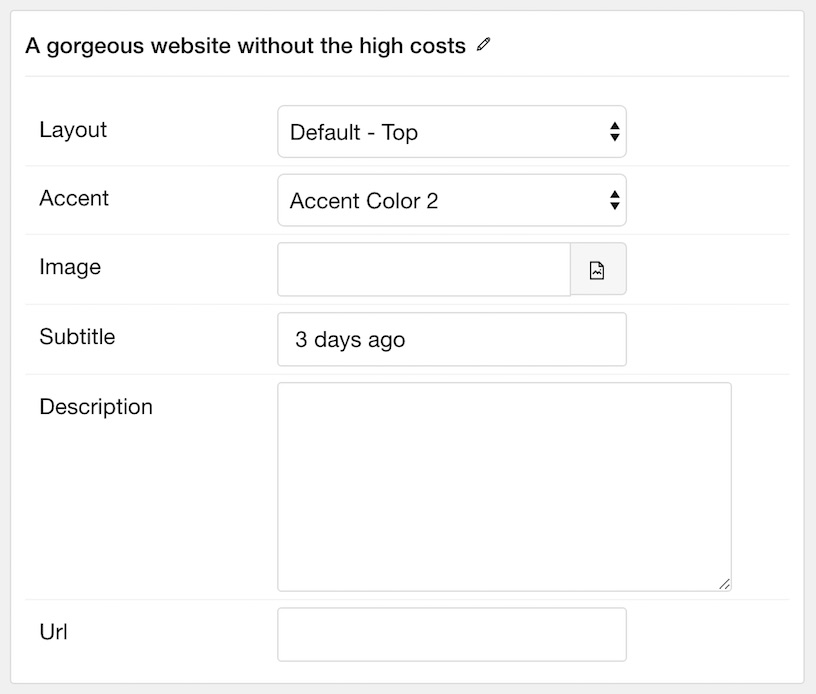 A gorgeous website without the high costs
Layout
Default - Top
Accent
Accent Color 2
Image
Subtitle
3 days ago
Description
Url